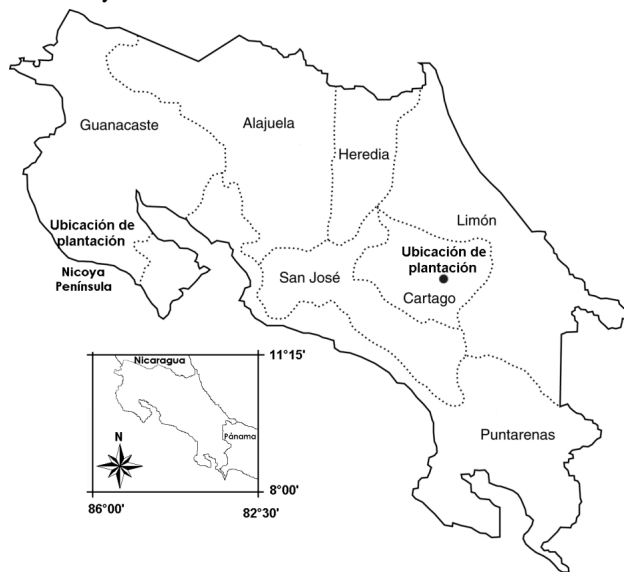 Guanacaste
Alajuela
Heredia
Limón
Ubicación de
plantación
Nicoya
Península
Ubicación de
plantación
San José
Cartago
Puntarenas
Nicaragua
11°15'
Pánama
N
8°00'
86°00'
82°30'